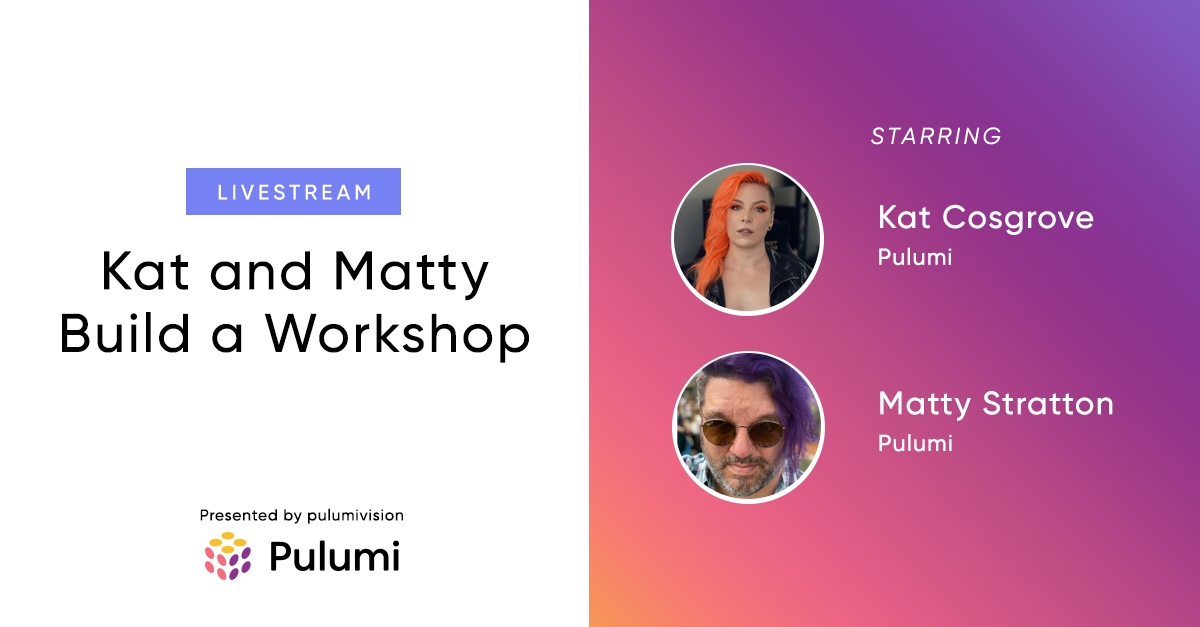 LIVESTREAM
Kat and Matty
Build a Workshop
Presented by pulumivision
Pulumi
STARRING
Kat Cosgrove
Pulumi
Matty Stratton
Pulumi